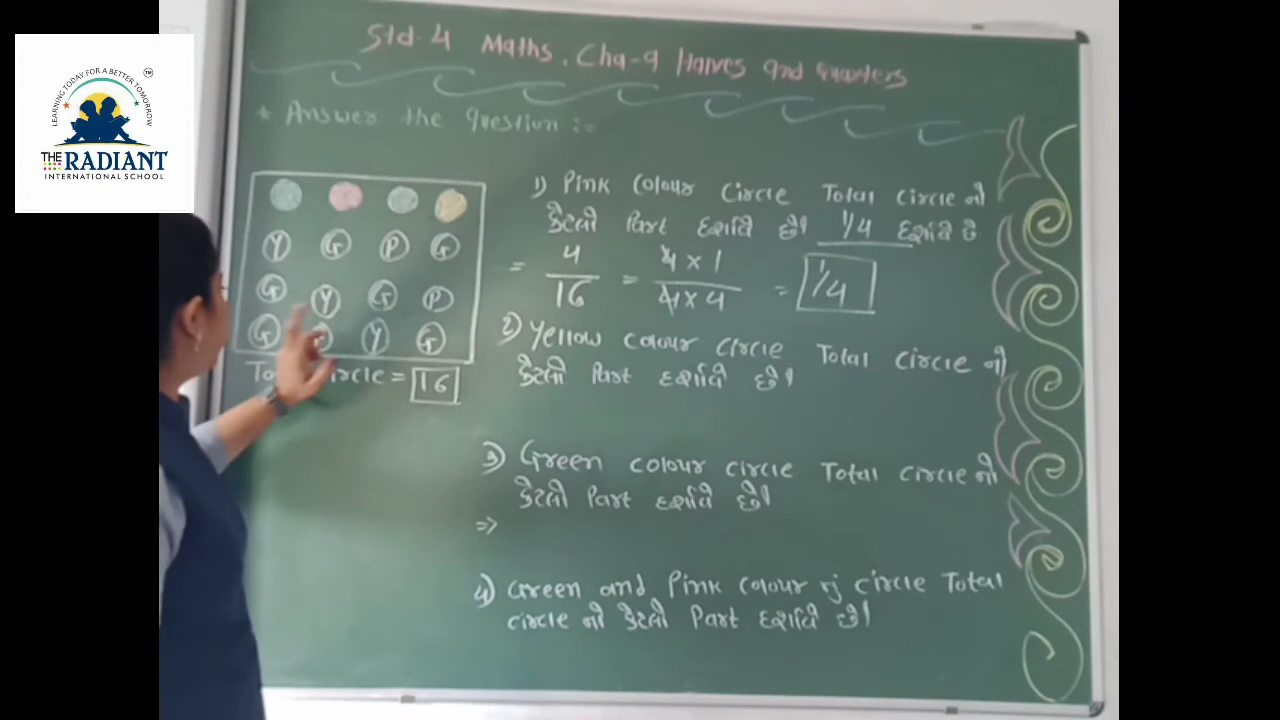 LEARNING TODAY FOR A BETTER TOMORROW
TM
THE RADIANT
INTERNATIONAL SCHOOL
Std-4 Maths. Cha-9 Halves and Quarters
* Answer the Question :-
Y G P G
G Y G P
G Y G
Circle = 16
1) Pink Colour Circle Total Circle નો
કેટલો Part દર્શાવે છે। 1/4 દર્શાવે છે
= 4/16 = 4 × 1/4 × 4 = 1/4
2) Yellow colour circle Total circle નો
કેટલો Part દર્શાવે છે।
3) Green colour circle Total circle નો
કેટલો Part દર્શાવે છે।
⇒
4) Green and Pink colour નું circle Total
circle નો કેટલો Part દર્શાવે છે।